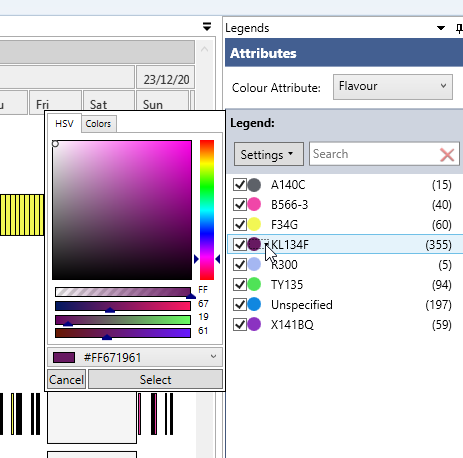 Legends
Attributes
Colour Attribute: Flavour
Legend:
Settings Search
A140C (15)
B566-3 (40)
F34G (60)
KL134F (355)
R300 (5)
TY135 (94)
Unspecified (197)
X141BQ (59)
23/12/20
Fri Sat Sun
HSV Colors
FF
67
19
61
#FF671961
Cancel Select